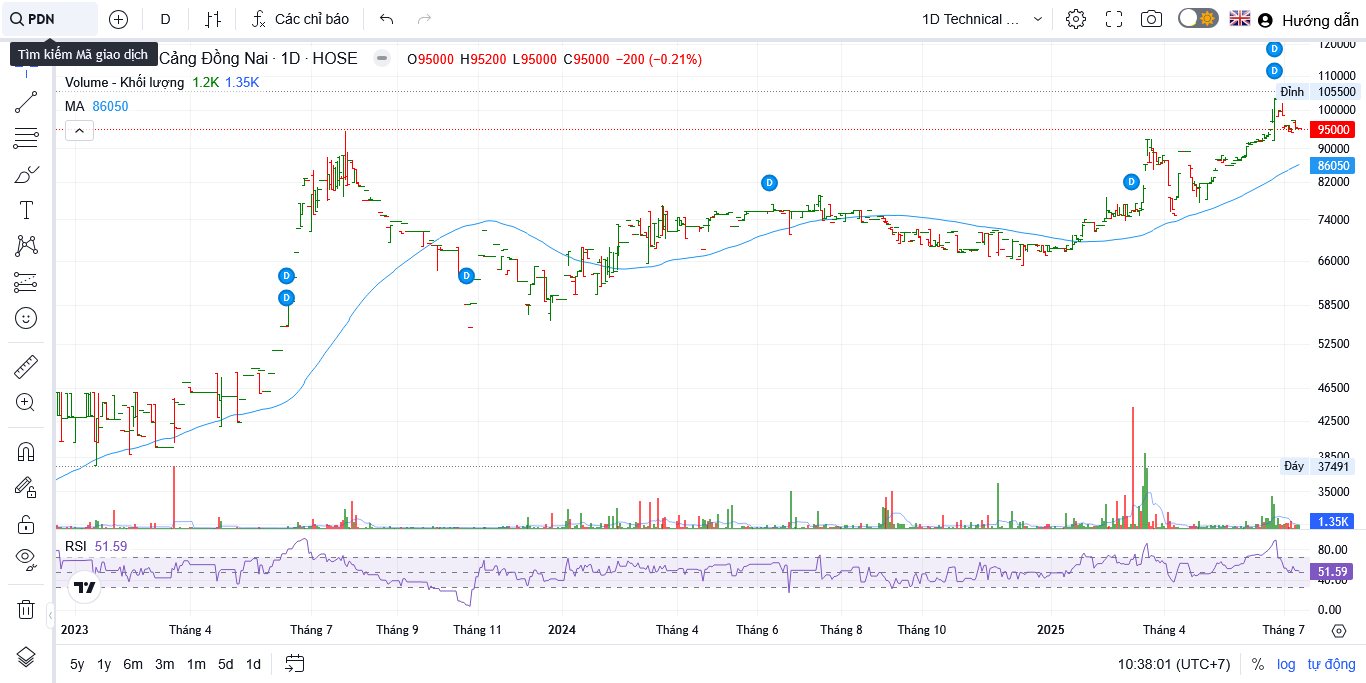 PDN
D
Các chỉ báo
1D Technical ...
Hướng dẫn
Tìm kiếm Mã giao dịch
Cảng Đồng Nai · 1D · HOSE
O95000 H95200 L95000 C95000 −200 (−0.21%)
Volume - Khối lượng 1.2K 1.35K
MA 86050
D
D
D
D
D
D
D
D
120000
110000
Đỉnh 105500
100000
95000
90000
86050
82000
74000
66000
58500
52500
46500
42500
38500
Đáy 37491
35000
1.35K
RSI 51.59
80.00
51.59
40.00
0.00
2023 Tháng 4 Tháng 7 Tháng 9 Tháng 11 2024 Tháng 4 Tháng 6 Tháng 8 Tháng 10 2025 Tháng 4 Tháng 7
5y 1y 6m 3m 1m 5d 1d
10:38:01 (UTC+7) % log tự động